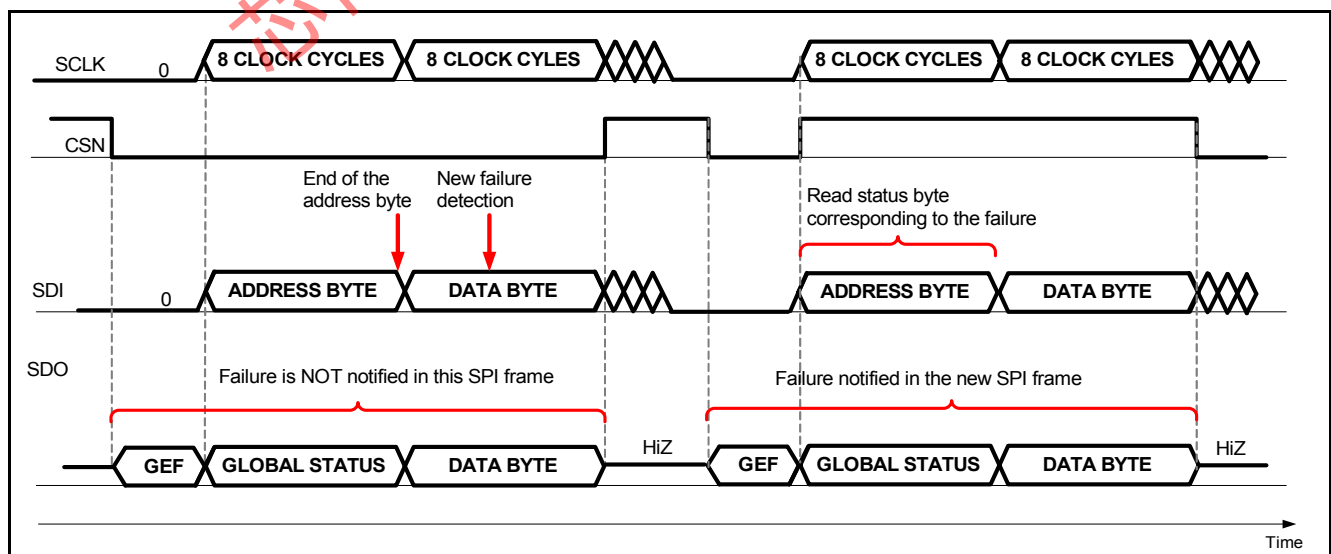 SCLK
0
8 CLOCK CYCLES
8 CLOCK CYLES
8 CLOCK CYCLES
8 CLOCK CYLES
CSN
End of the
address byte
New failure
detection
Read status byte
corresponding to the failure
SDI
0
ADDRESS BYTE
DATA BYTE
ADDRESS BYTE
DATA BYTE
SDO
Failure is NOT notified in this SPI frame
Failure notified in the new SPI frame
GEF
GLOBAL STATUS
DATA BYTE
HiZ
GEF
GLOBAL STATUS
DATA BYTE
HiZ
Time